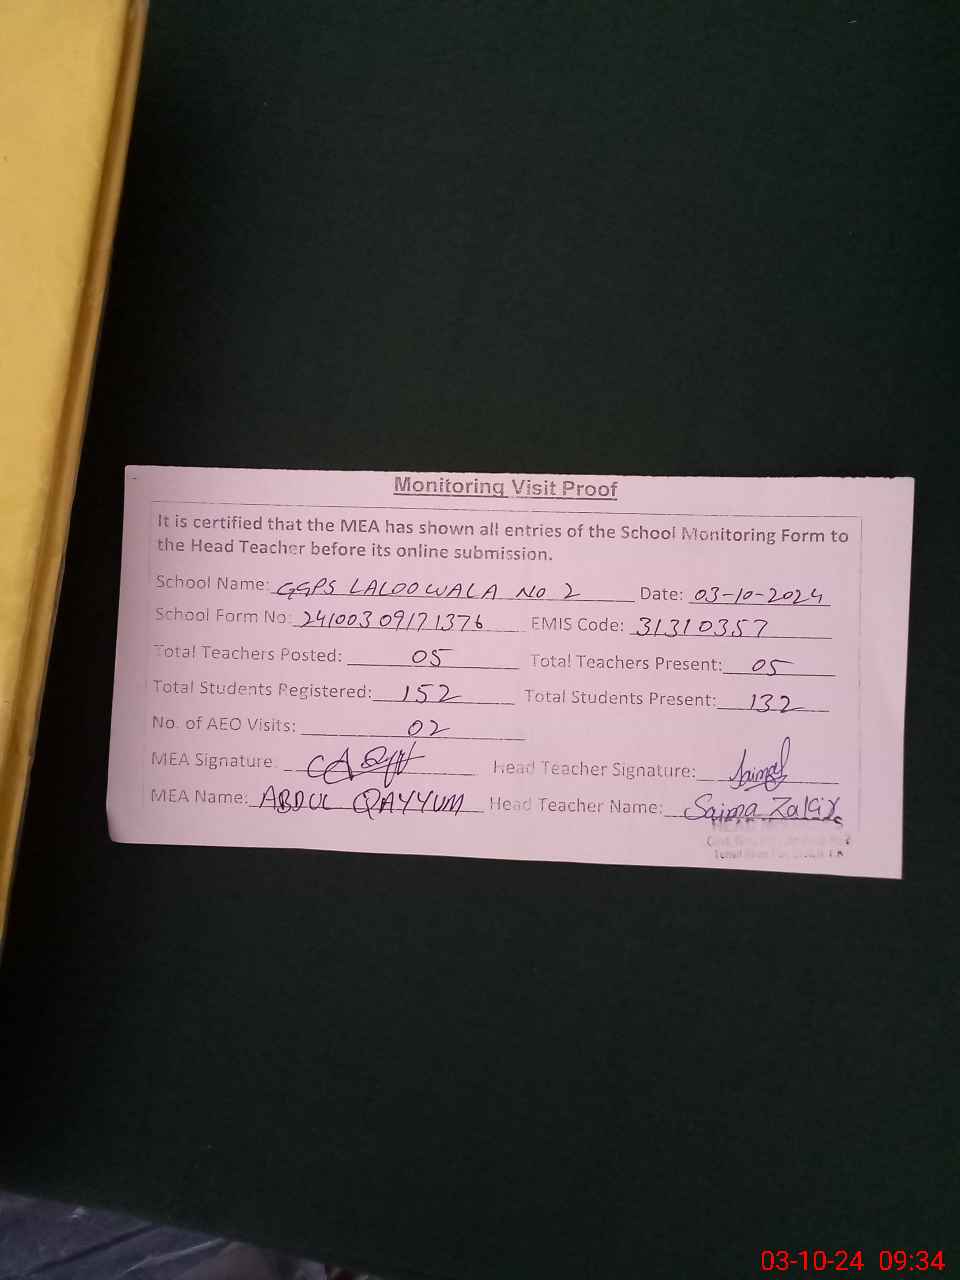 Monitoring Visit Proof
It is certified that the MEA has shown all entries of the School Monitoring Form to
the Head Teacher before its online submission.
School Name: GGPS LALOOWALA NO 2 Date: 03-10-2024
School Form No: 2410030917 1376 EMIS Code: 31310357
Total Teachers Posted: 05 Total Teachers Present: 05
Total Students Registered: 152 Total Students Present: 132
No. of AEO Visits: 02
MEA Signature: Head Teacher Signature:
MEA Name: ABDUL QAYYUM Head Teacher Name: Saima Zakir
03-10-24 09:34